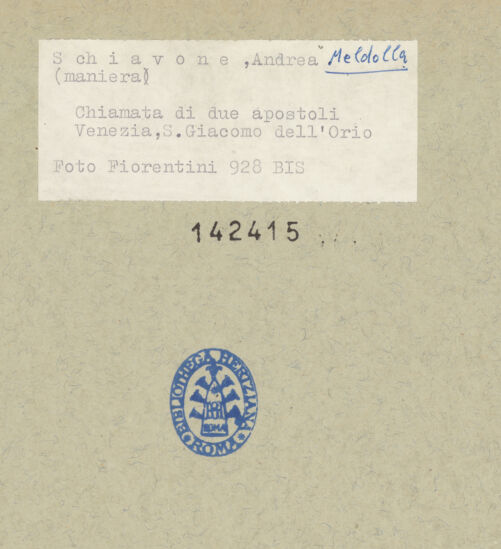 S c h i a v o n e ,Andrea Meldolla
(maniera)
Chiamata di due apostoli
Venezia,S.Giacomo dell'Orio
Foto Fiorentini 928 BIS
142415
BIBLIOTHECA HERTZIANA
ROMA
ROMA